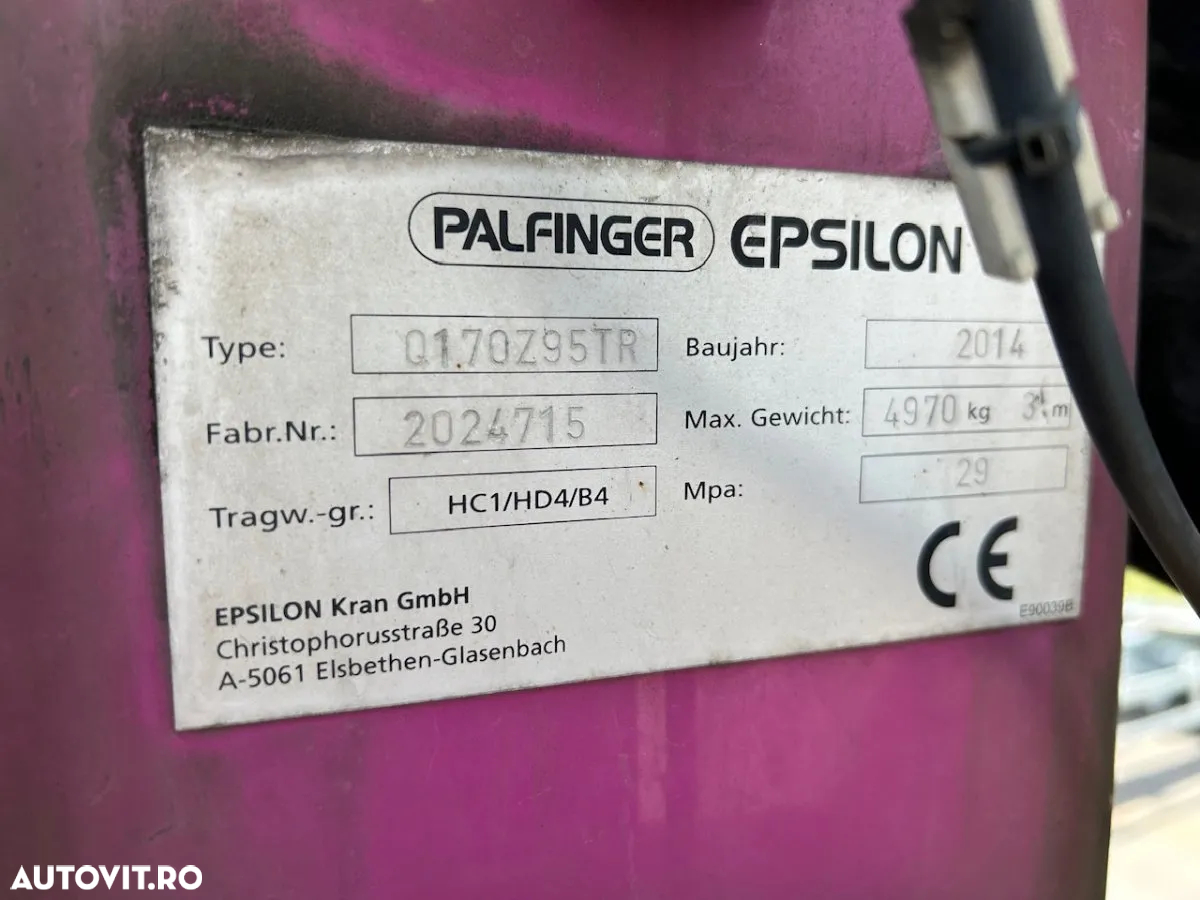 PALFINGER EPSILON
Type: Q170Z95TR Baujahr: 2014
Fabr.Nr.: 2024715 Max. Gewicht: 4970 kg m
Tragw.-gr.: HC1/HD4/B4 Mpa: 29
CE
E90039B
EPSILON Kran GmbH
Christophorusstraße 30
A-5061 Elsbethen-Glasenbach
AUTOVIT.RO